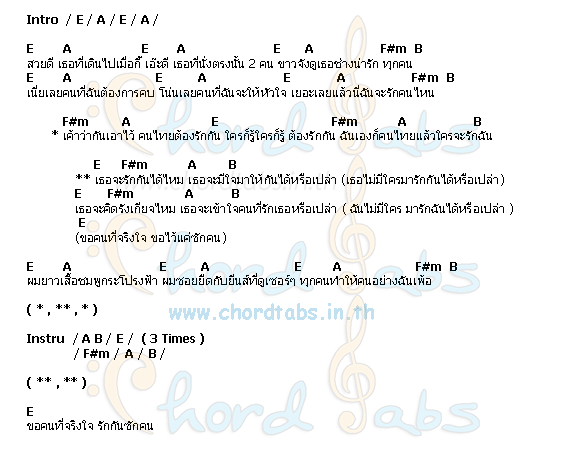 Intro / E / A / E / A /
E A E A E A F#m B
สวยดี เธอที่เดินไปเมื่อกี้ เอ๊ะดี เธอที่นั่งตรงนั้น 2 คน ขาวจังดูเธอช่างน่ารัก ทุกคน
E A E A E A F#m B
เนี่ยเลยคนที่ฉันต้องการคบ โน่นเลยคนที่ฉันจะให้หัวใจ เยอะเลยแล้วนี่ฉันจะรักคนไหน
F#m A E F#m A B
* เค้าว่ากันเอาไว้ คนไทยต้องรักกัน ใครก็รู้ใครก็รู้ ต้องรักกัน ฉันเองก็คนไทยแล้วใครจะรักฉัน
E F#m A B
** เธอจะรักกันได้ไหม เธอจะมีใจมาให้กันได้หรือเปล่า (เธอไม่มีใครมารักกันได้หรือเปล่า)
E F#m A B
เธอจะคิดรังเกียจไหม เธอจะเข้าใจคนที่รักเธอหรือเปล่า ( ฉันไม่มีใคร มารักฉันได้หรือเปล่า )
E
(ขอคนที่จริงใจ ขอไว้แค่ซักคน)
E A E A E A F#m B
ผมยาวเสื้อชมพูกระโปรงฟ้า ผมซอยยืดกับยีนส์ที่ดูเซอร์ๆ ทุกคนทำให้คนอย่างฉันเพ้อ
( * , ** , * )
www.chordtabs.in.th
Instru / A B / E / ( 3 Times )
/ F#m / A / B /
( ** , ** )
E
ขอคนที่จริงใจ รักกันซักคน
Chord Tabs